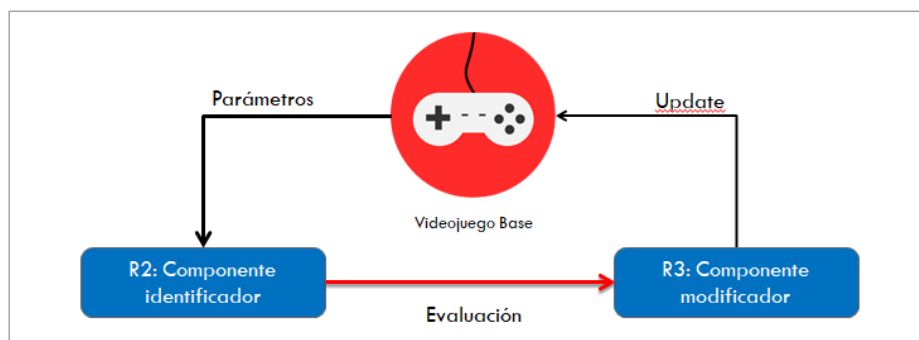 Parámetros
Update
Videojuego Base
R2: Componente
identificador
R3: Componente
modificador
Evaluación